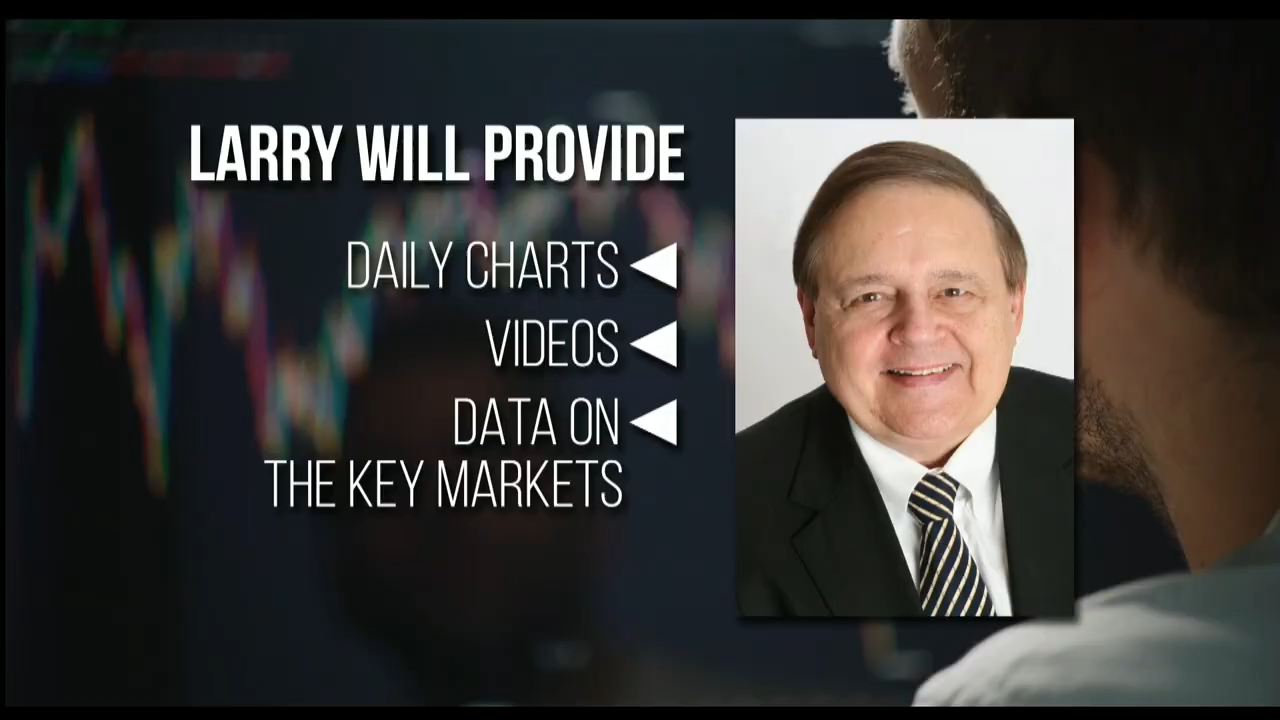 LARRY WILL PROVIDE
DAILY CHARTS
VIDEOS
DATA ON
THE KEY MARKETS